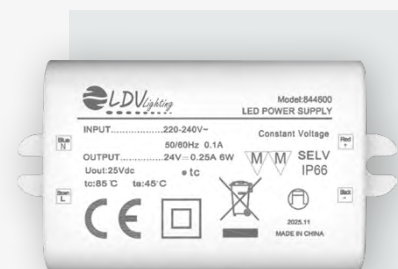 LDV Lighting
Model:844600
LED POWER SUPPLY
INPUT..................220-240V~
50/60Hz 0.1A
Constant Voltage
OUTPUT...............24V⎓0.25A 6W
Uout:25Vdc
tc:85℃ ta:45℃
• tc
M M
SELV
IP66
Blue
N
Brown
L
Red
+
Black
-
CE
2025.11
MADE IN CHINA